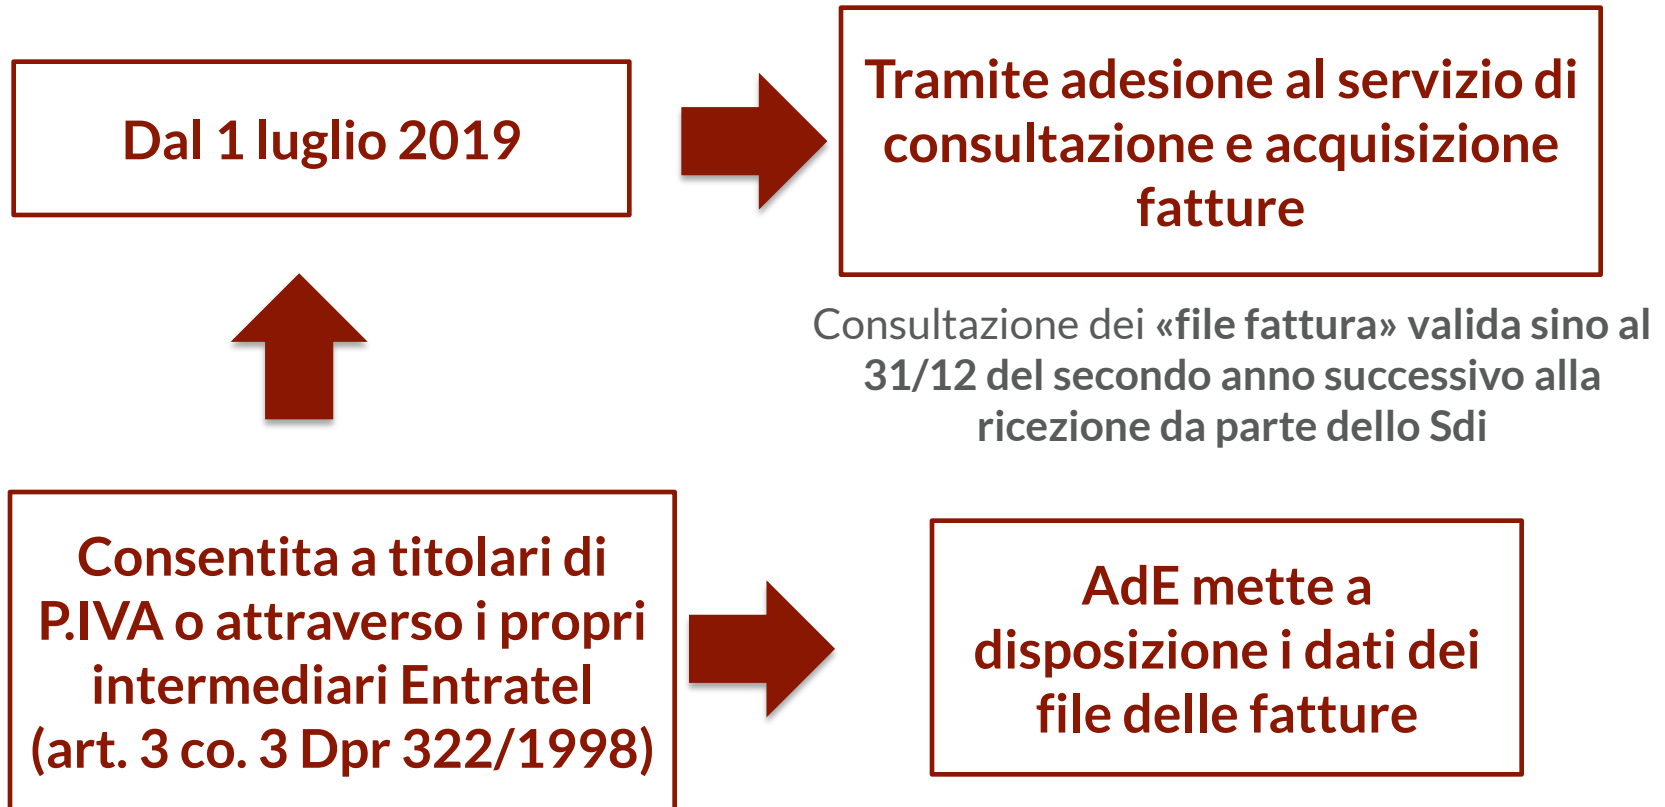 Dal 1 luglio 2019
Tramite adesione al servizio di
consultazione e acquisizione
fatture
Consultazione dei «file fattura» valida sino al
31/12 del secondo anno successivo alla
ricezione da parte dello Sdi
Consentita a titolari di
P.IVA o attraverso i propri
intermediari Entratel
(art. 3 co. 3 Dpr 322/1998)
AdE mette a
disposizione i dati dei
file delle fatture